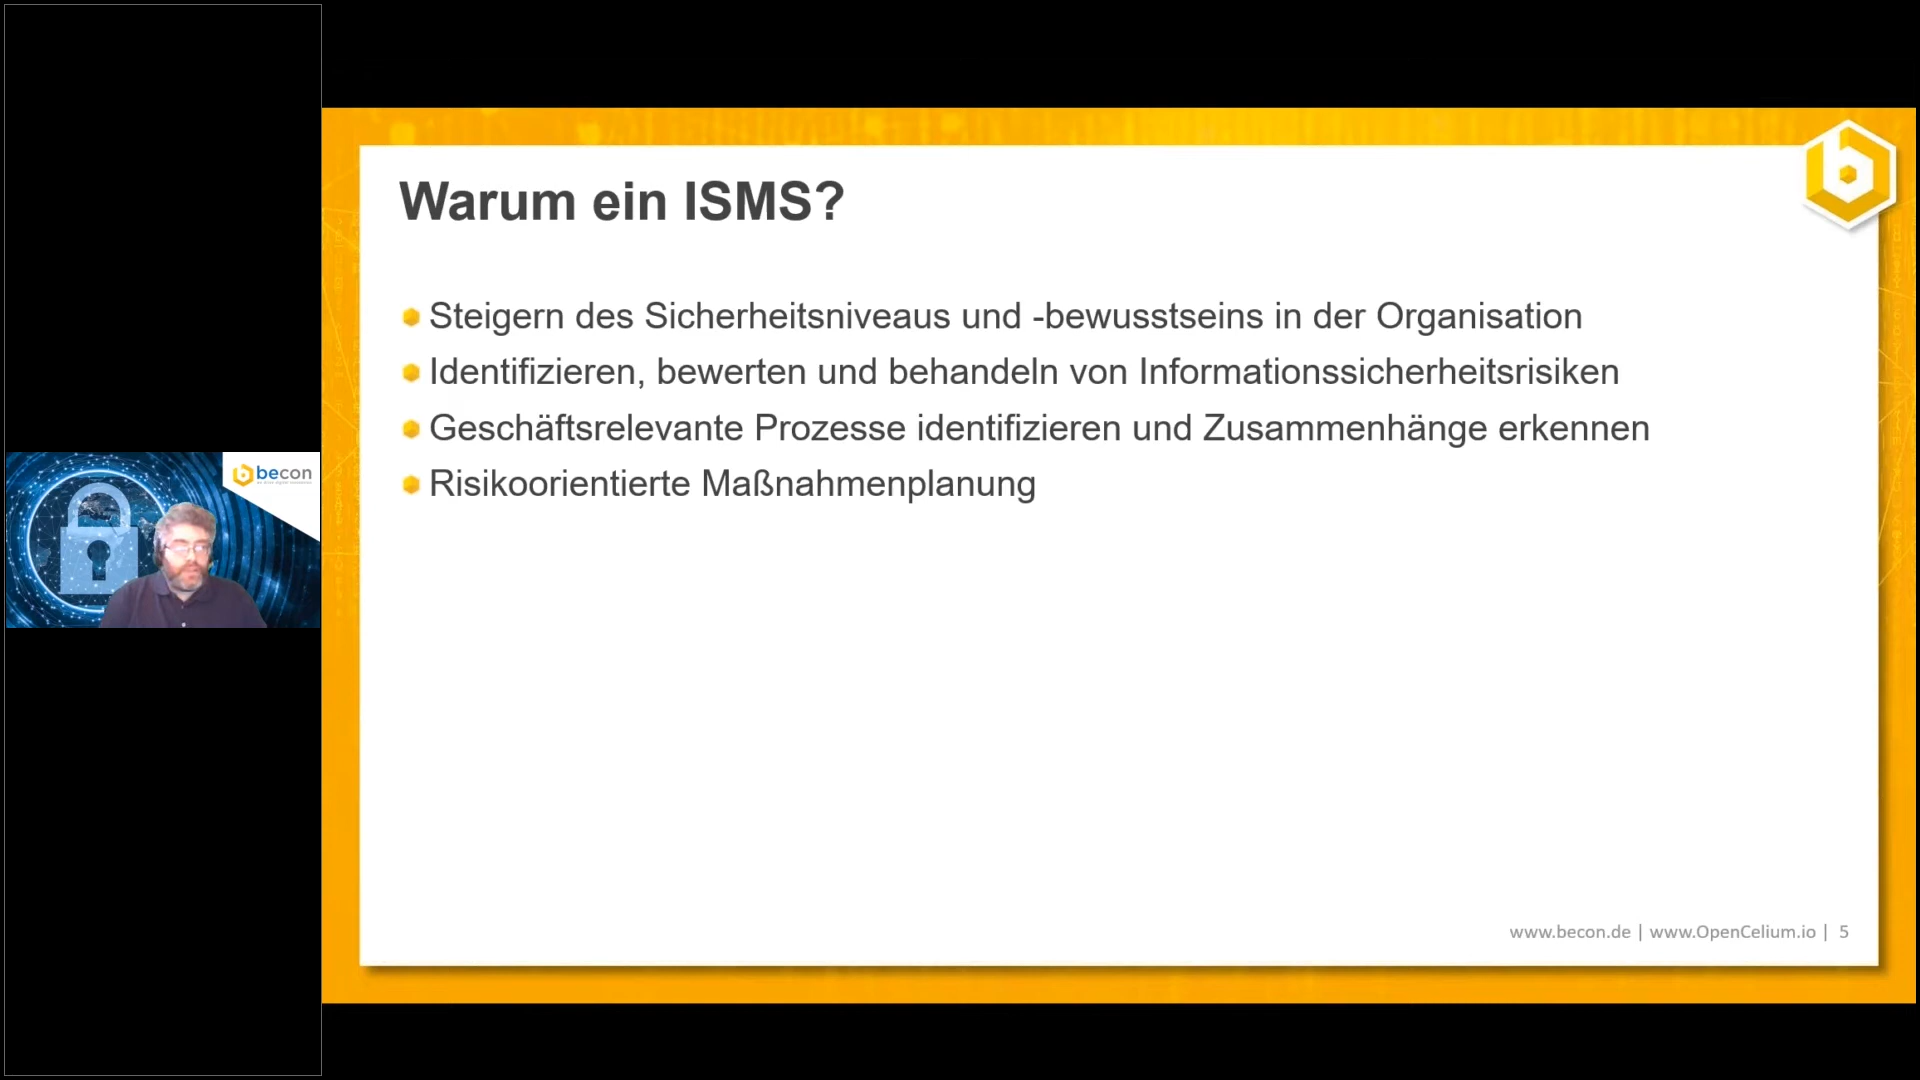 becon
Warum ein ISMS?
Steigern des Sicherheitsniveaus und -bewusstseins in der Organisation
Identifizieren, bewerten und behandeln von Informationssicherheitsrisiken
Geschäftsrelevante Prozesse identifizieren und Zusammenhänge erkennen
Risikoorientierte Maßnahmenplanung
www.becon.de | www.OpenCelium.io | 5